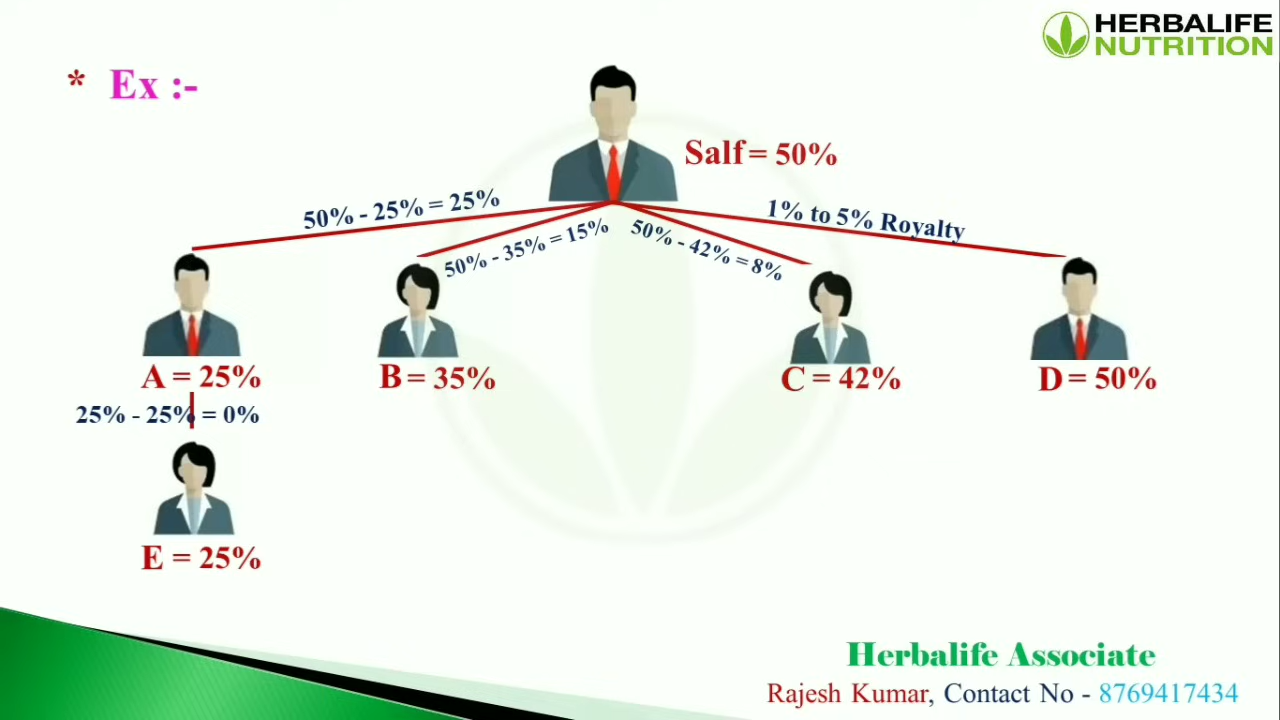 HERBALIFE
NUTRITION
* Ex :-
Salf = 50%
50% - 25% = 25%
50% - 35% = 15%
50% - 42% = 8%
1% to 5% Royalty
A = 25%
B = 35%
C = 42%
D = 50%
25% - 25% = 0%
E = 25%
Herbalife Associate
Rajesh Kumar, Contact No - 8769417434